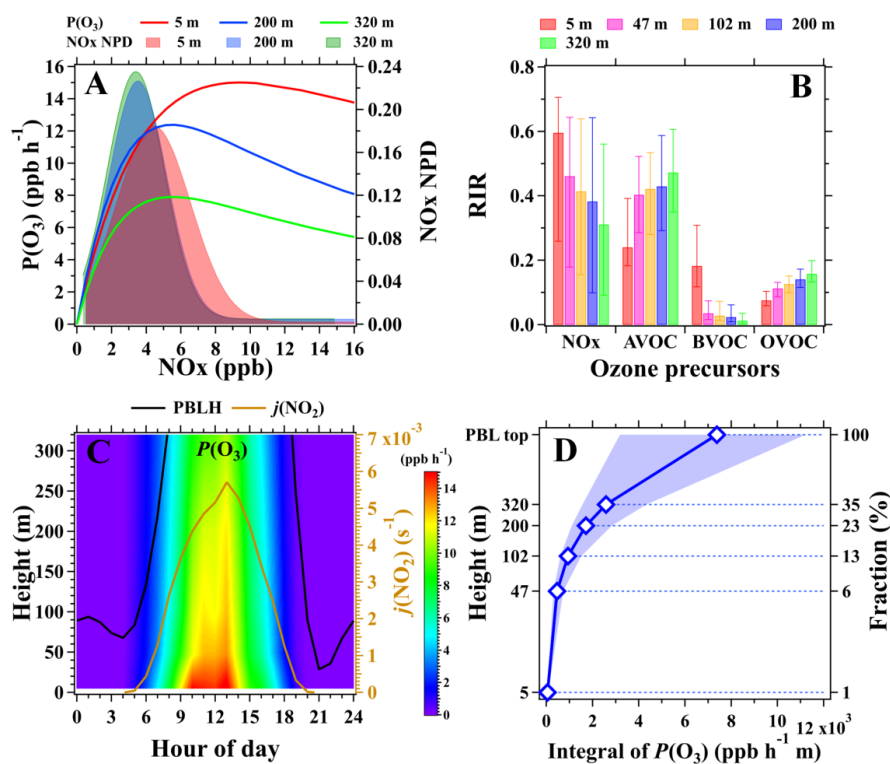 P(O₃) 5 m 200 m 320 m
NOx NPD 5 m 200 m 320 m
A
16
14
12
10
8
6
4
2
0
P(O₃) (ppb h⁻¹)
0.24
0.20
0.16
0.12
0.08
0.04
0.00
NOx NPD
0 2 4 6 8 10 12 14 16
NOx (ppb)
5 m 47 m 102 m 200 m
320 m
B
0.8
0.6
0.4
0.2
0.0
RIR
NOx AVOC BVOC OVOC
Ozone precursors
PBLH j(NO₂)
C
P(O₃)
(ppb h⁻¹)
300
250
200
150
100
50
0
Height (m)
7 x10⁻³
6
5
4
3
2
1
0
j(NO₂) (s⁻¹)
14
12
10
8
6
4
2
0
0 3 6 9 12 15 18 21 24
Hour of day
D
PBL top
320
200
102
47
5
Height (m)
100
35
23
13
6
1
Fraction (%)
0 2 4 6 8 10 12 x10³
Integral of P(O₃) (ppb h⁻¹ m)